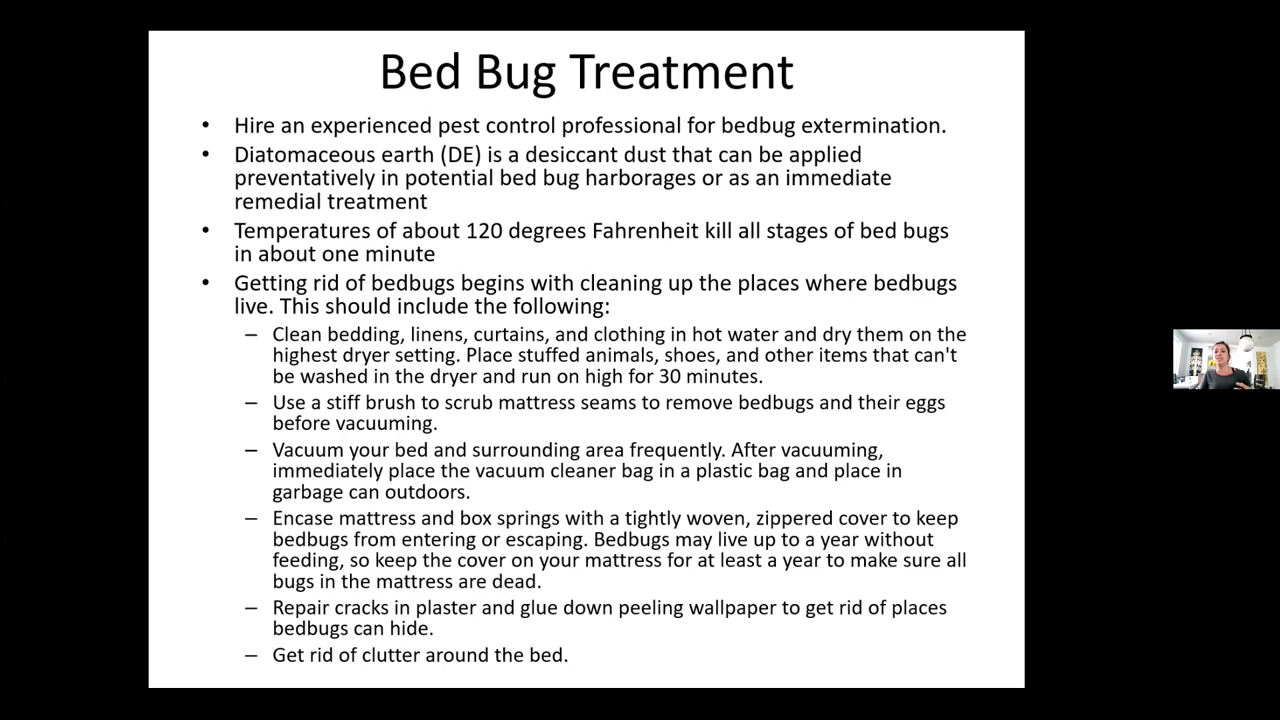 Bed Bug Treatment
• Hire an experienced pest control professional for bedbug extermination.
• Diatomaceous earth (DE) is a desiccant dust that can be applied
preventatively in potential bed bug harborages or as an immediate
remedial treatment
• Temperatures of about 120 degrees Fahrenheit kill all stages of bed bugs
in about one minute
• Getting rid of bedbugs begins with cleaning up the places where bedbugs
live. This should include the following:
– Clean bedding, linens, curtains, and clothing in hot water and dry them on the
highest dryer setting. Place stuffed animals, shoes, and other items that can't
be washed in the dryer and run on high for 30 minutes.
– Use a stiff brush to scrub mattress seams to remove bedbugs and their eggs
before vacuuming.
– Vacuum your bed and surrounding area frequently. After vacuuming,
immediately place the vacuum cleaner bag in a plastic bag and place in
garbage can outdoors.
– Encase mattress and box springs with a tightly woven, zippered cover to keep
bedbugs from entering or escaping. Bedbugs may live up to a year without
feeding, so keep the cover on your mattress for at least a year to make sure all
bugs in the mattress are dead.
– Repair cracks in plaster and glue down peeling wallpaper to get rid of places
bedbugs can hide.
– Get rid of clutter around the bed.